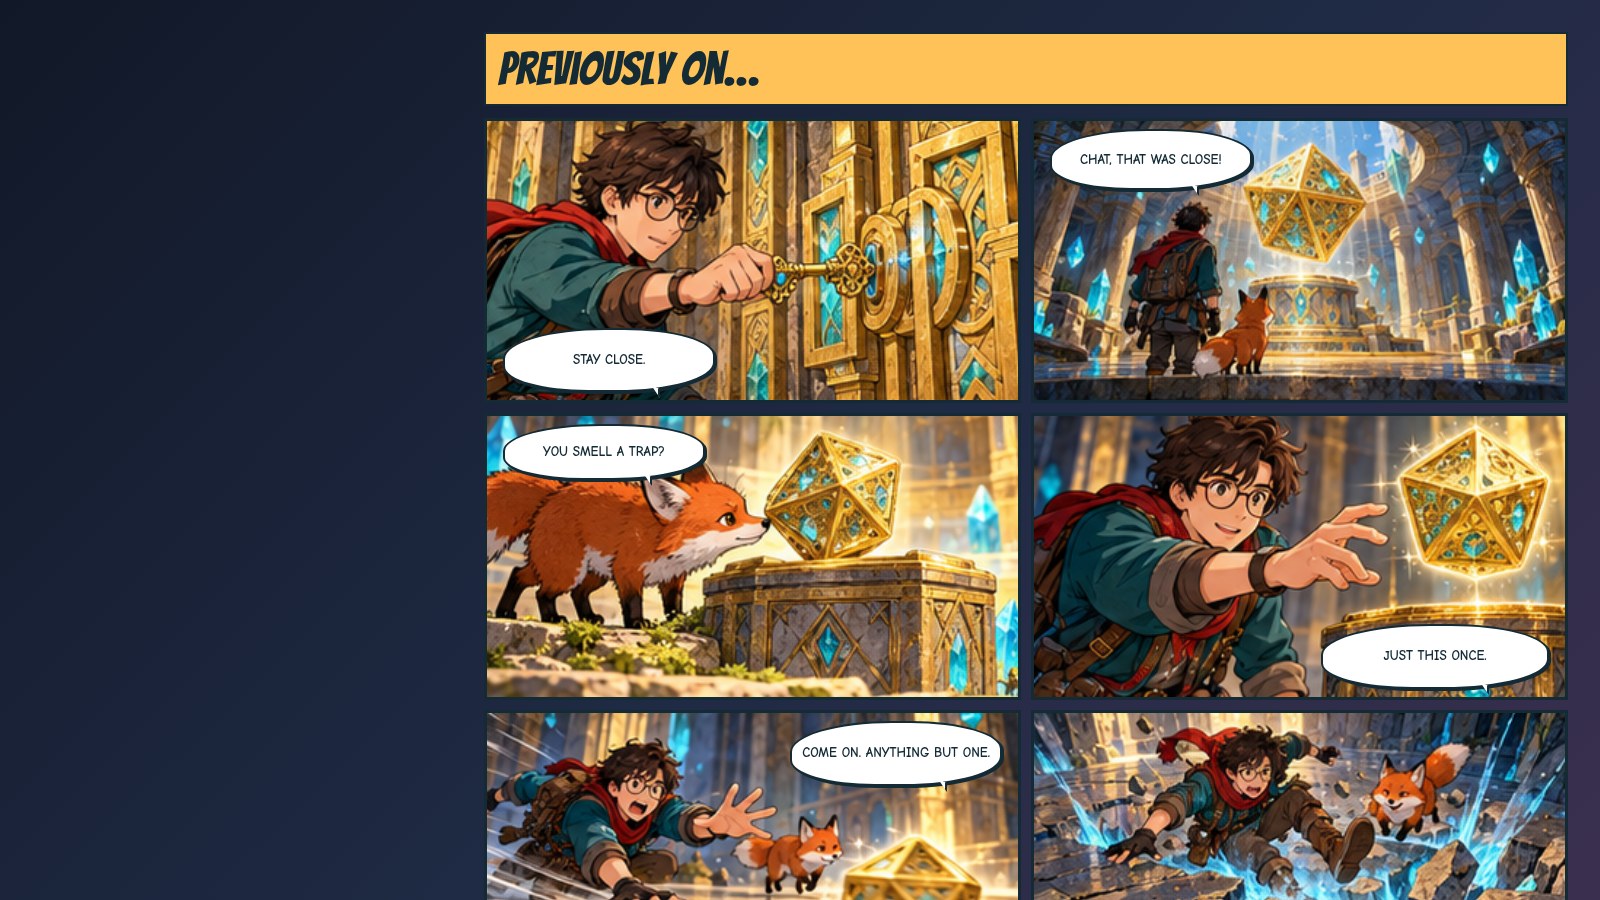 PREVIOUSLY ON...
STAY CLOSE.
CHAT, THAT WAS CLOSE!
YOU SMELL A TRAP?
JUST THIS ONCE.
COME ON. ANYTHING BUT ONE.